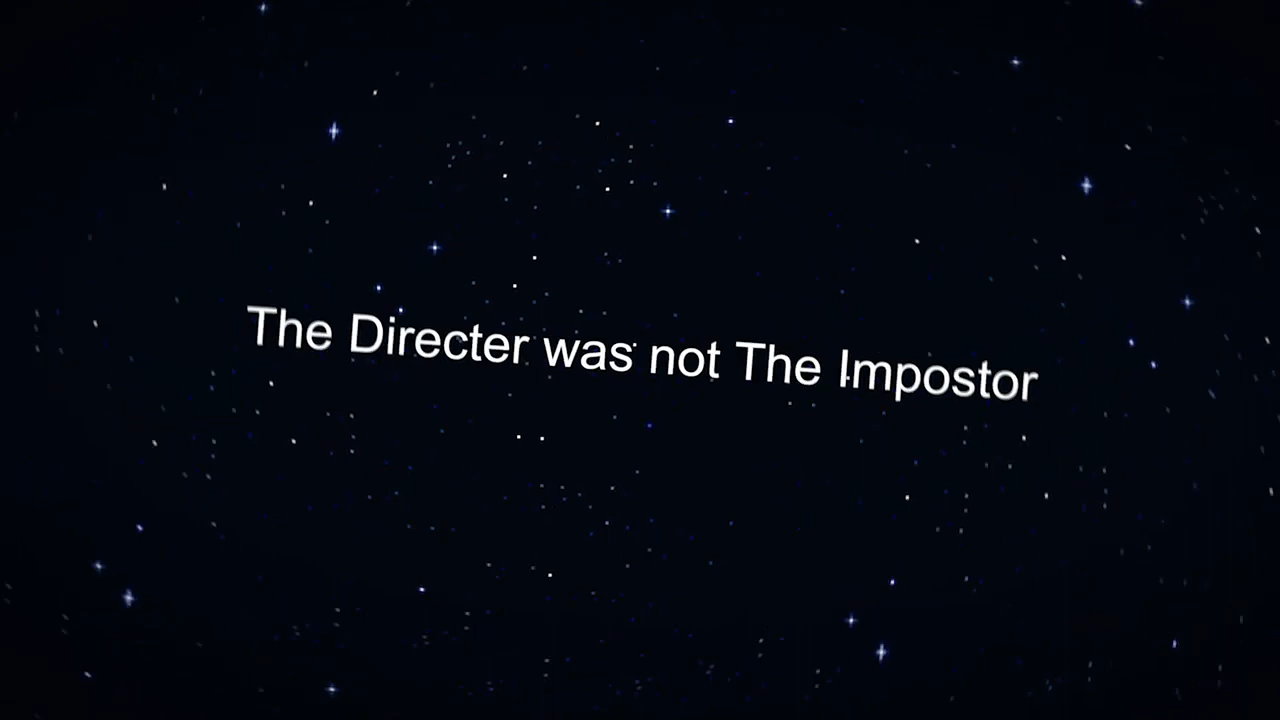 The Directer was not The Impostor